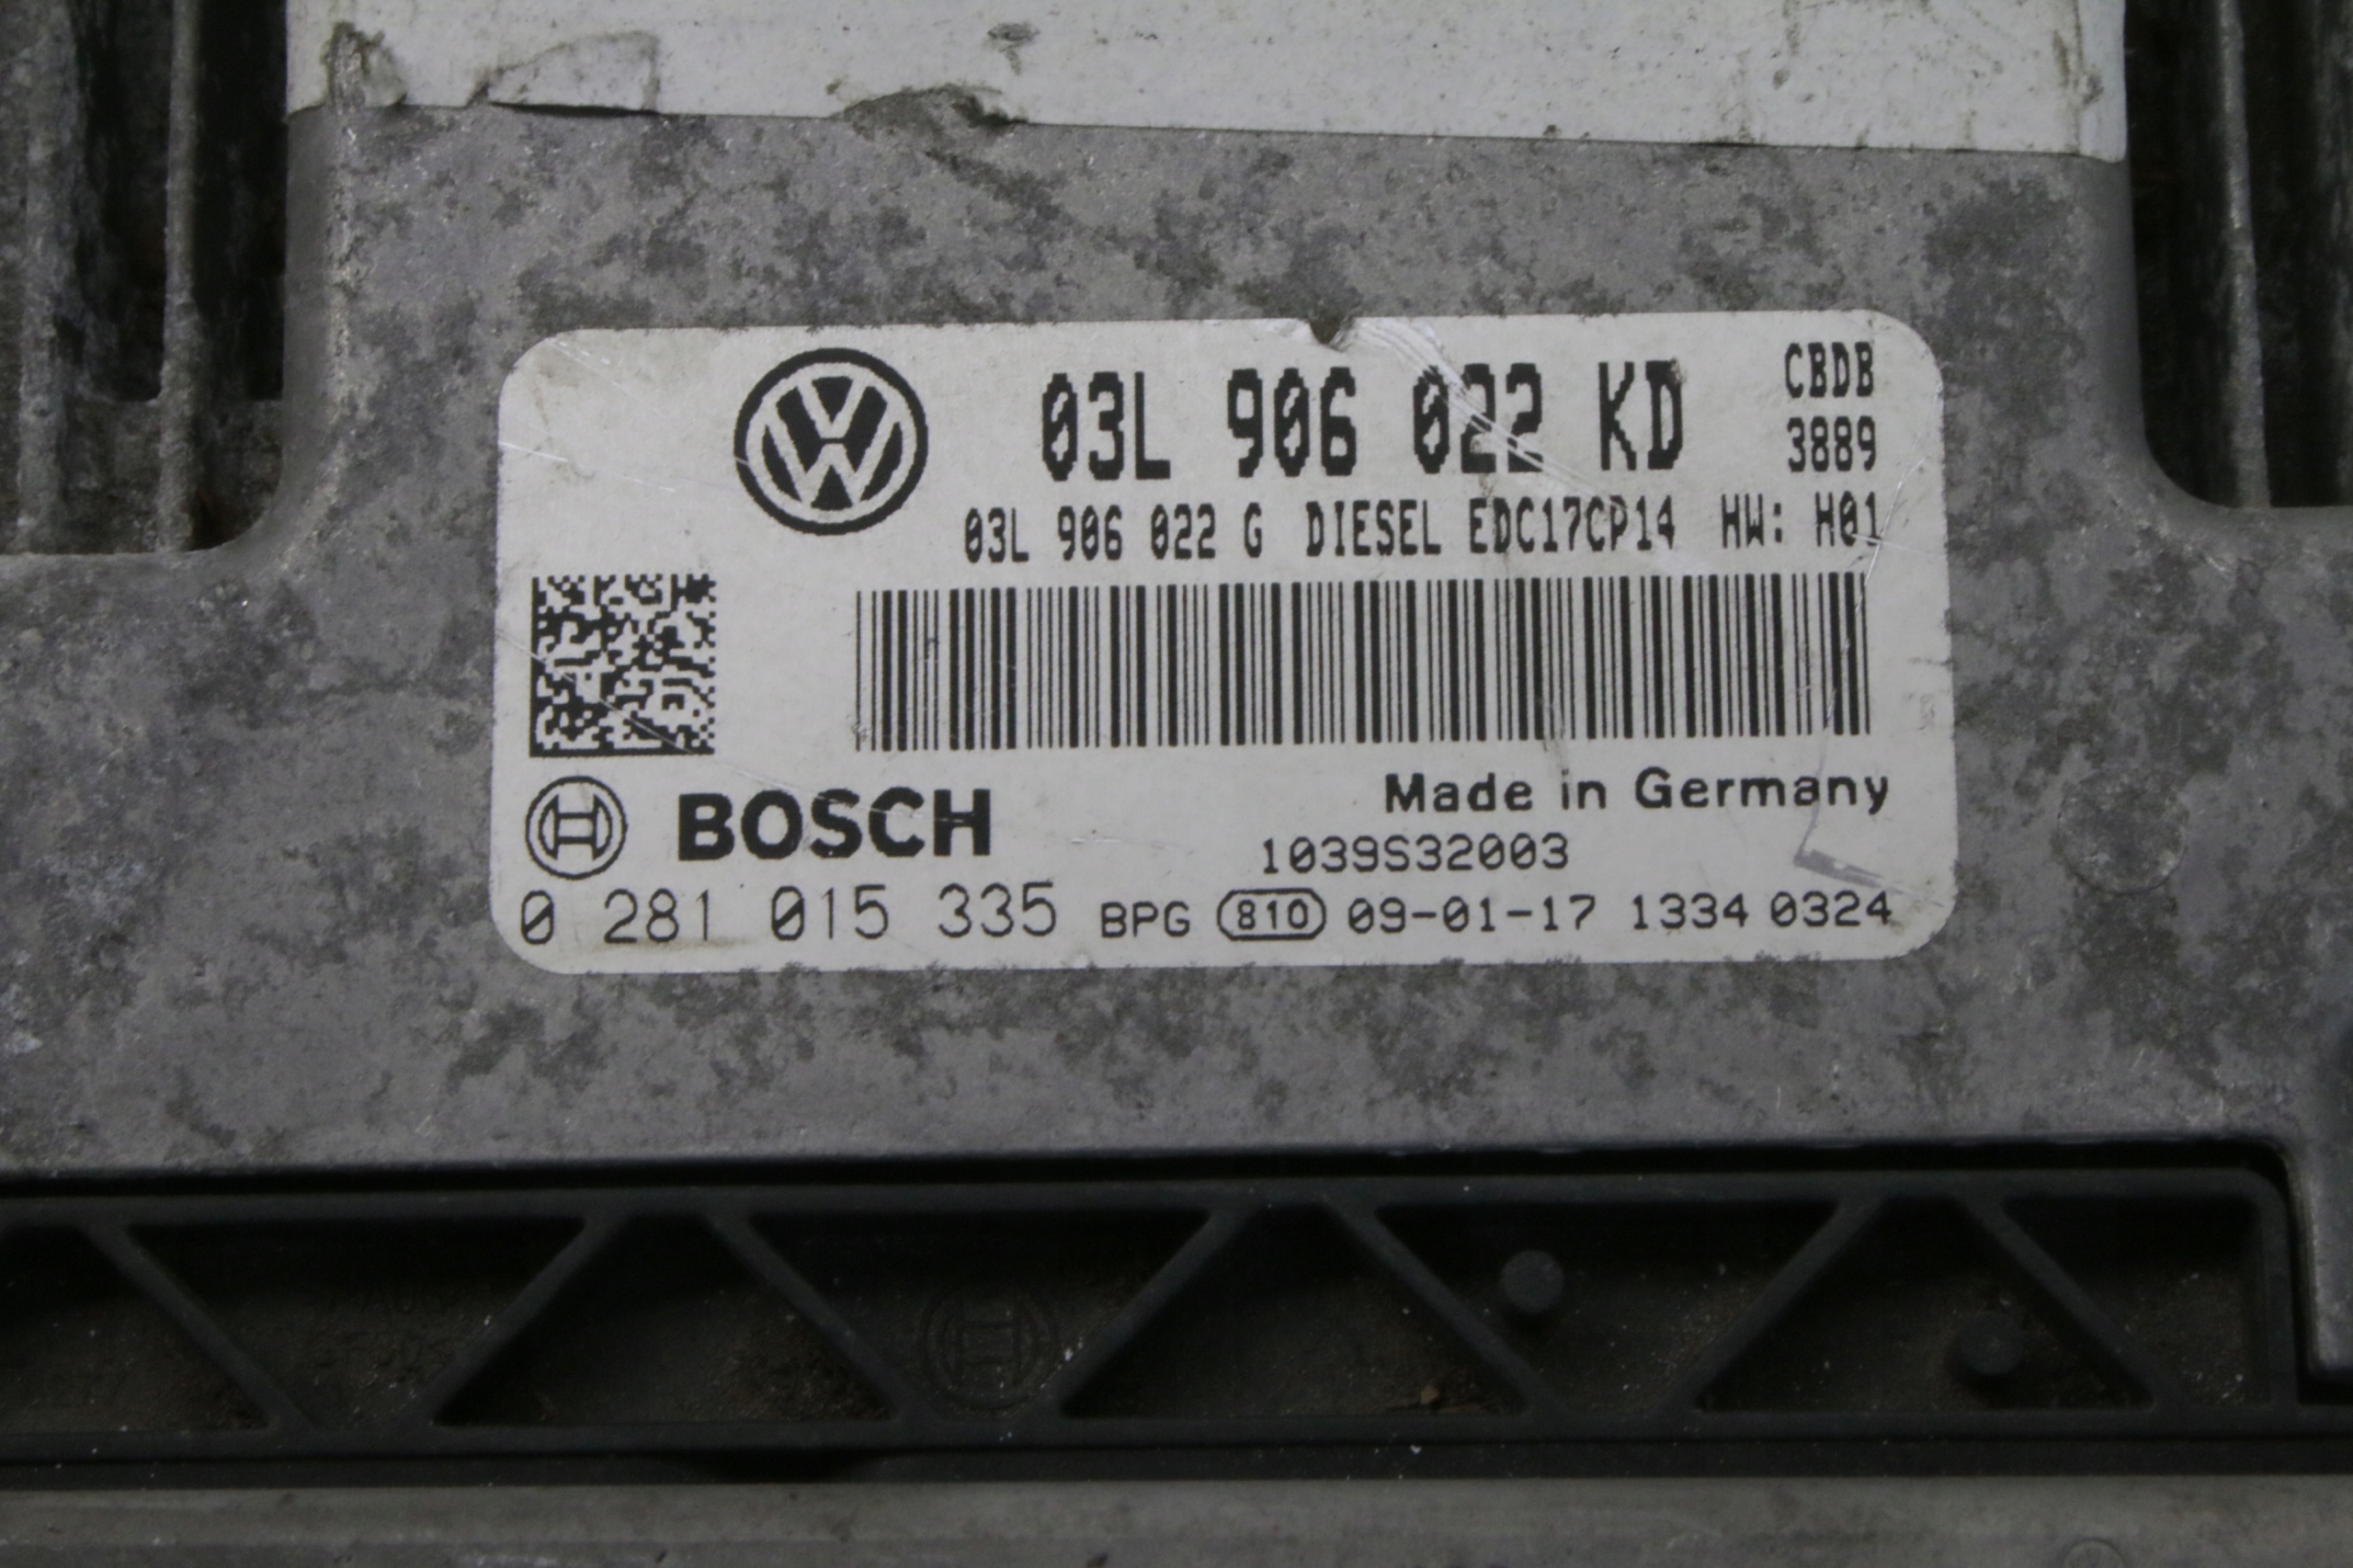 03L 906 022 KD CBDB
3889
03L 906 022 G DIESEL EDC17CP14 HW: H01
BOSCH
Made in Germany
1039S32003
0 281 015 335 BPG 810 09-01-17 1334 0324